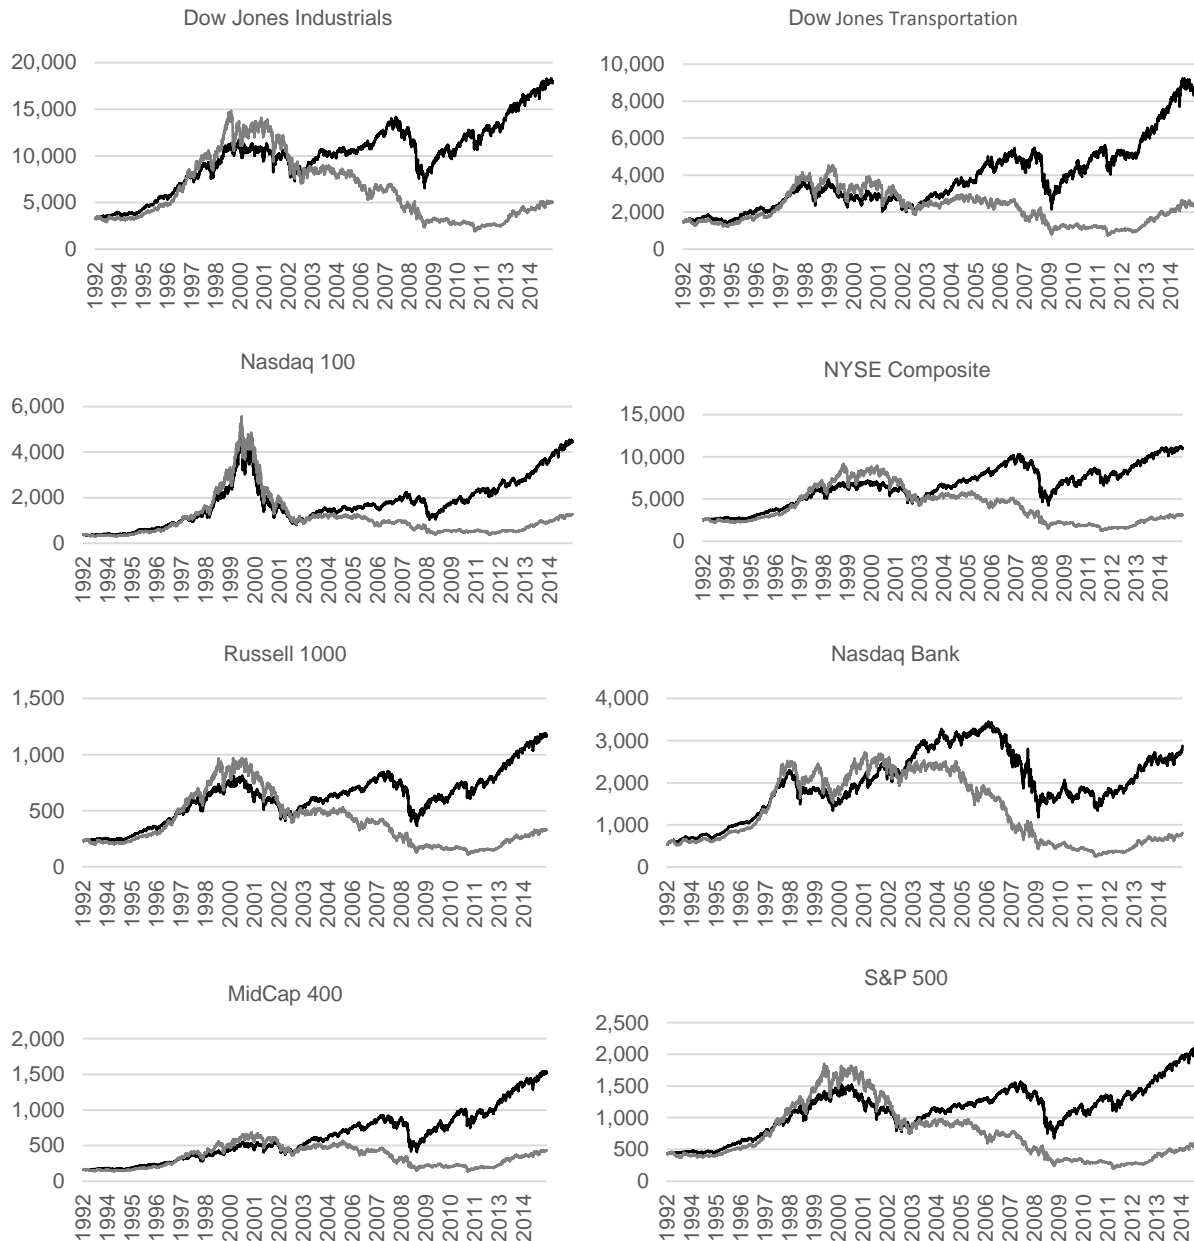 Dow Jones Industrials
20,000
15,000
10,000
5,000
0
1992 1994 1995 1996 1997 1998 2000 2001 2003 2003 2004 2006 2007 2008 2009 2010 2011 2013 2014
Dow Jones Transportation
10,000
8,000
6,000
4,000
2,000
0
1992 1994 1995 1996 1997 1998 1999 2000 2001 2002 2003 2004 2005 2006 2007 2009 2010 2011 2012 2013 2014
Nasdaq 100
6,000
4,000
2,000
0
1992 1994 1995 1996 1997 1998 1999 2000 2001 2002 2003 2004 2006 2007 2008 2009 2010 2011 2013 2014
NYSE Composite
15,000
10,000
5,000
0
1992 1994 1995 1996 1997 1998 1999 2000 2001 2003 2004 2005 2006 2007 2008 2009 2010 2011 2012 2013 2014
Russell 1000
1,500
1,000
500
0
1992 1994 1995 1996 1997 1998 2000 2001 2002 2003 2004 2005 2006 2007 2009 2010 2011 2013 2014
Nasdaq Bank
4,000
3,000
2,000
1,000
0
1992 1994 1995 1996 1997 1998 1999 2000 2001 2002 2003 2004 2005 2006 2007 2009 2010 2011 2012 2013 2014
MidCap 400
2,000
1,500
1,000
500
0
1992 1994 1995 1996 1997 1998 2000 2001 2002 2003 2004 2005 2006 2007 2009 2010 2011 2013 2014
S&P 500
2,500
2,000
1,500
1,000
500
0
1992 1994 1995 1996 1997 1998 1999 2000 2001 2002 2003 2004 2005 2006 2007 2009 2010 2011 2012 2013 2014